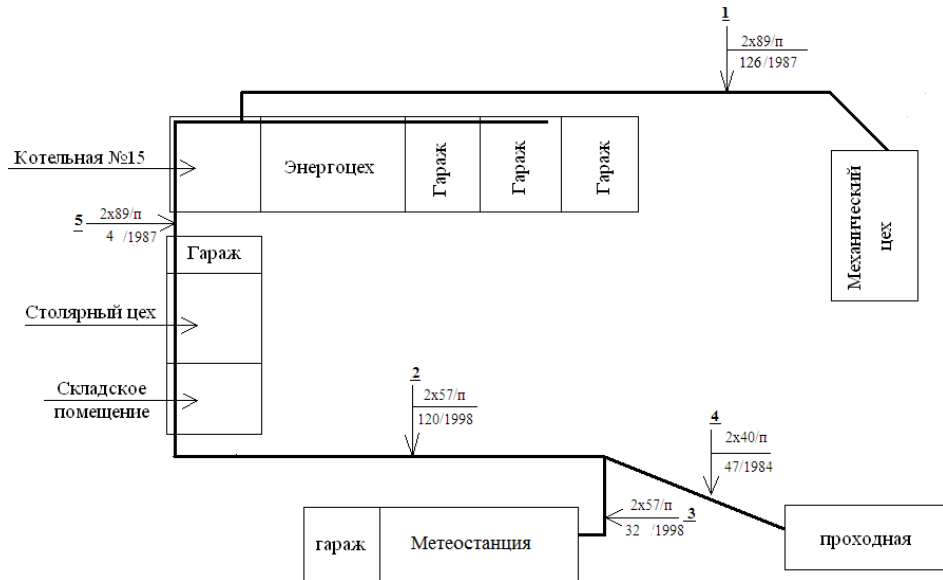 1
2х89/п
126/1987
Котельная №15
Энергоцех
Гараж
Гараж
Гараж
Механический
цех
5
2х89/п
4 /1987
Гараж
Столярный цех
Складское
помещение
2
2х57/п
120/1998
4
2х40/п
47/1984
2х57/п
3
32 /1998
гараж
Метеостанция
проходная